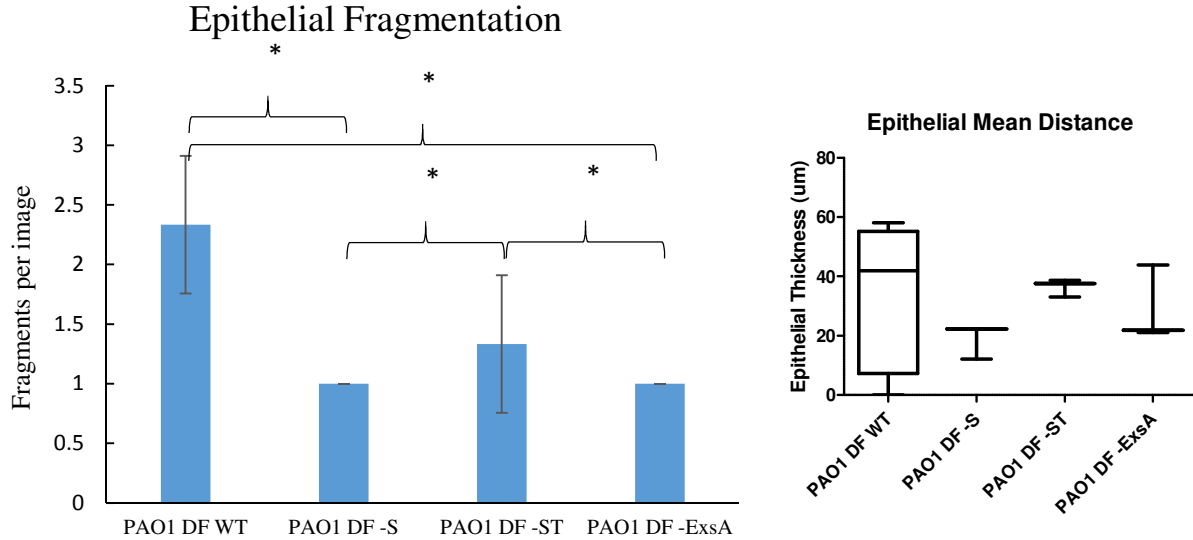 Epithelial Fragmentation
*
*
*
*
3.5
3
2.5
2
1.5
1
0.5
0
Fragments per image
PAO1 DF WT
PAO1 DF -S
PAO1 DF -ST
PAO1 DF -ExsA
Epithelial Mean Distance
80
60
40
20
0
Epithelial Thickness (um)
PAO1 DF WT
PAO1 DF -S
PAO1 DF -ST
PAO1 DF -ExsA